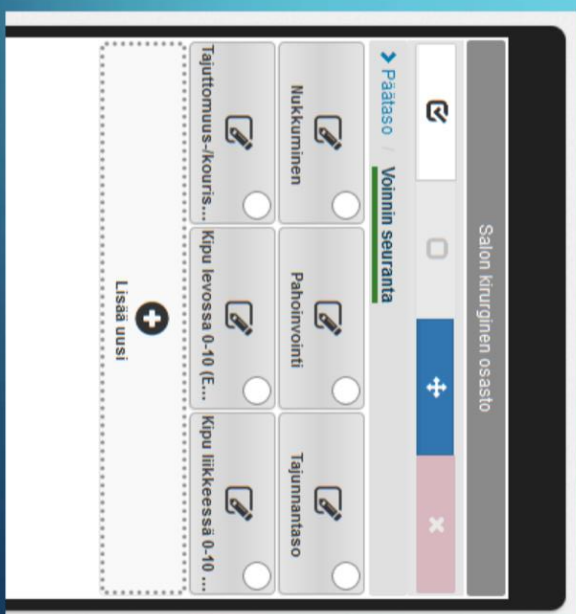 Salon kirurginen osasto
Päätaso / Voinnin seuranta
Nukkuminen
Pahoinvointi
Tajunnantaso
Tajuttomuus-/kouris...
Kipu levossa 0-10 (E...
Kipu liikkeessä 0-10 ...
Lisää uusi